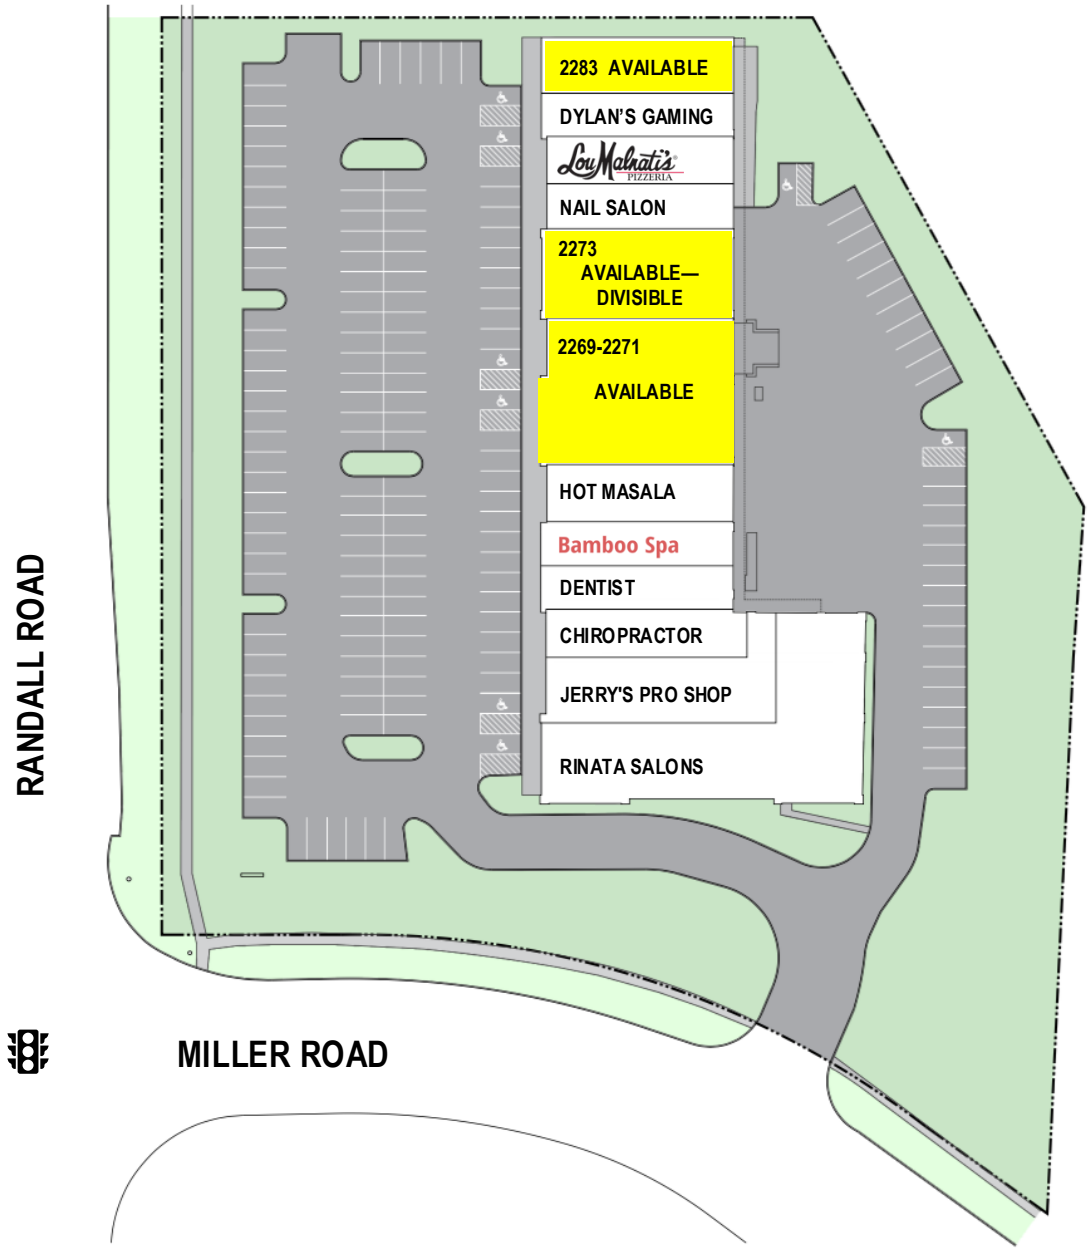 2283 AVAILABLE
DYLAN'S GAMING
Lou Malnati's®
PIZZERIA
NAIL SALON
2273
AVAILABLE—
DIVISIBLE
2269-2271
AVAILABLE
HOT MASALA
Bamboo Spa
DENTIST
CHIROPRACTOR
JERRY'S PRO SHOP
RINATA SALONS
RANDALL ROAD
MILLER ROAD